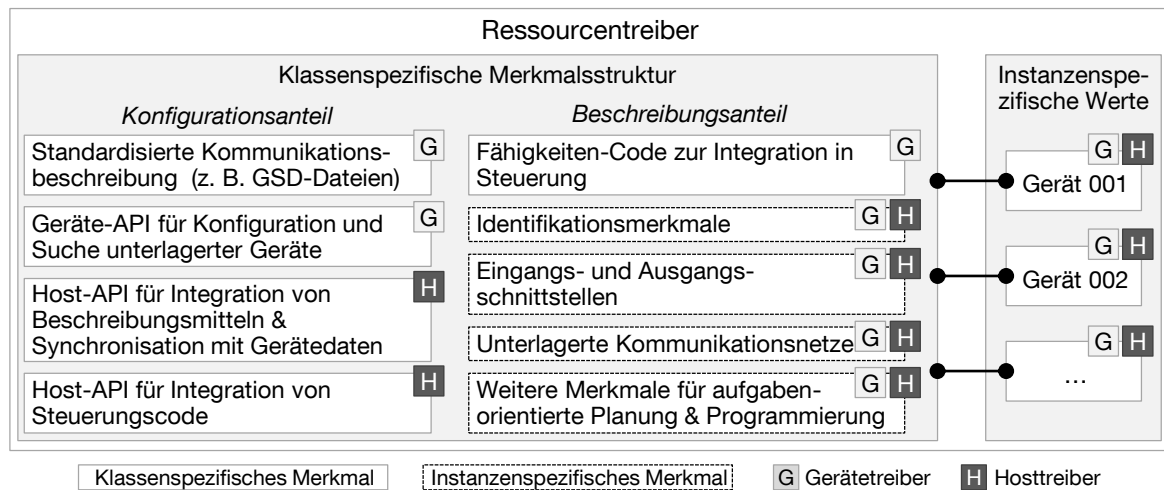 Ressourcentreiber
Klassenspezifische Merkmalsstruktur
Konfigurationsanteil
G
Standardisierte Kommunikations-
beschreibung (z. B. GSD-Dateien)
G
Geräte-API für Konfiguration und
Suche unterlagerter Geräte
H
Host-API für Integration von
Beschreibungsmitteln &
Synchronisation mit Gerätedaten
H
Host-API für Integration von
Steuerungscode
Beschreibungsanteil
G
Fähigkeiten-Code zur Integration in
Steuerung
G H
Identifikationsmerkmale
G H
Eingangs- und Ausgangs-
schnittstellen
G H
Unterlagerte Kommunikationsnetze
G H
Weitere Merkmale für aufgaben-
orientierte Planung & Programmierung
Instanzenspe-
zifische Werte
G H
Gerät 001
G H
Gerät 002
G H
...
Klassenspezifisches Merkmal
Instanzenspezifisches Merkmal
G Gerätetreiber
H Hosttreiber